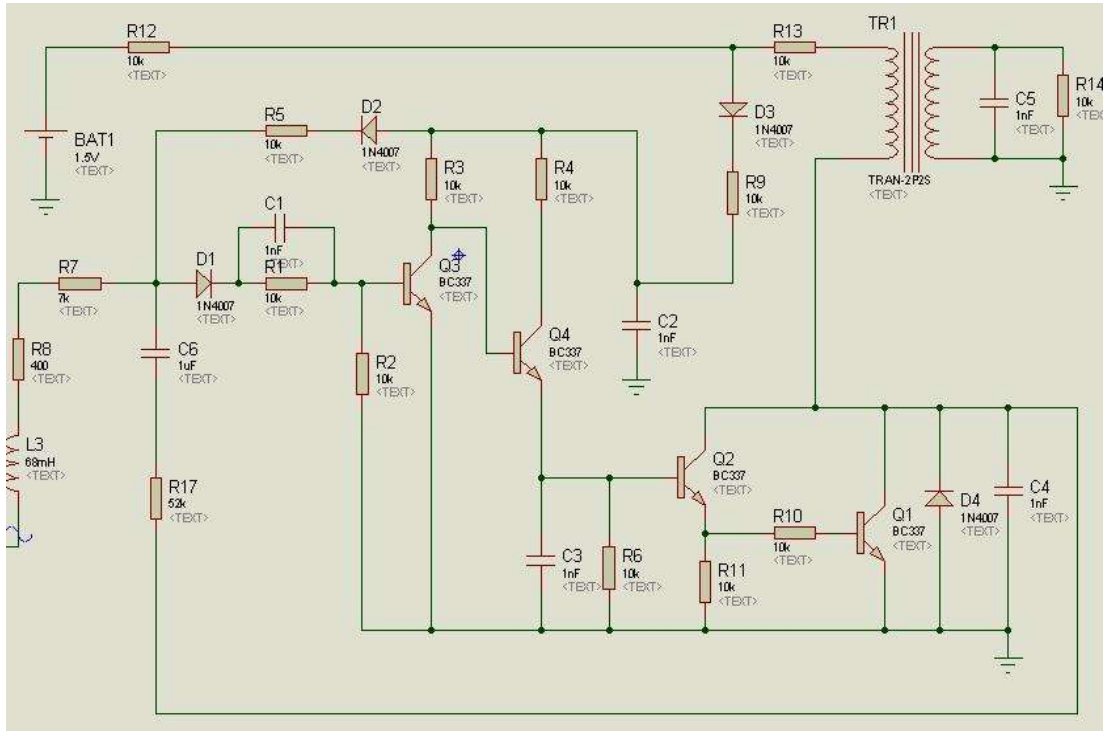 R12
10k
<TEXT>
R13
10k
<TEXT>
TR1
TRAN-2P2S
<TEXT>
C5
1nF
<TEXT>
R14
10k
BAT1
1.5V
<TEXT>
R5
10k
<TEXT>
D2
1N4007
<TEXT>
R3
10k
<TEXT>
R4
10k
<TEXT>
D3
1N4007
<TEXT>
R9
10k
<TEXT>
C1
1nF
<TEXT>
R7
7k
<TEXT>
D1
1N4007
<TEXT>
R1
10k
<TEXT>
Q3
BC337
<TEXT>
R8
400
<TEXT>
C6
1uF
<TEXT>
R2
10k
<TEXT>
Q4
BC337
<TEXT>
C2
1nF
<TEXT>
L3
68mH
<TEXT>
R17
52k
<TEXT>
Q2
BC337
<TEXT>
C3
1nF
<TEXT>
R6
10k
<TEXT>
R10
10k
<TEXT>
R11
10k
<TEXT>
Q1
BC337
<TEXT>
D4
1N4007
<TEXT>
C4
1nF
<TEXT>